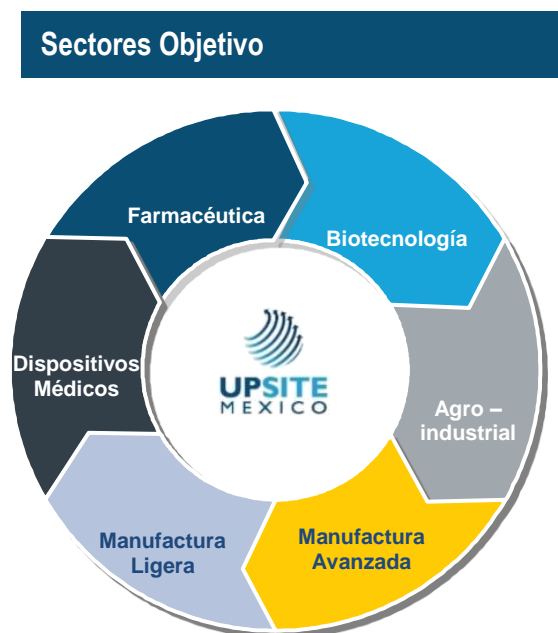 Sectores Objetivo
Farmacéutica
Biotecnología
Dispositivos
Médicos
UPSITE
MEXICO
Agro –
industrial
Manufactura
Ligera
Manufactura
Avanzada